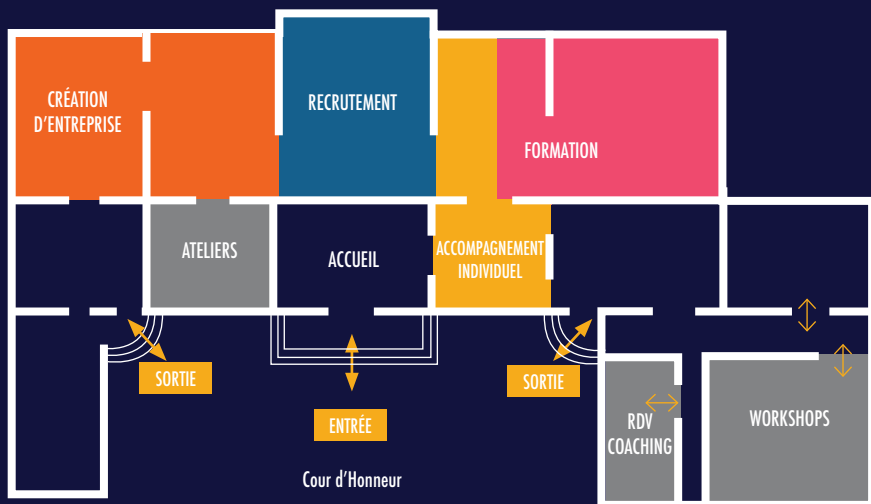 CRÉATION
D'ENTREPRISE
RECRUTEMENT
FORMATION
ATELIERS
ACCUEIL
ACCOMPAGNEMENT
INDIVIDUEL
SORTIE
SORTIE
ENTRÉE
RDV
COACHING
WORKSHOPS
Cour d'Honneur